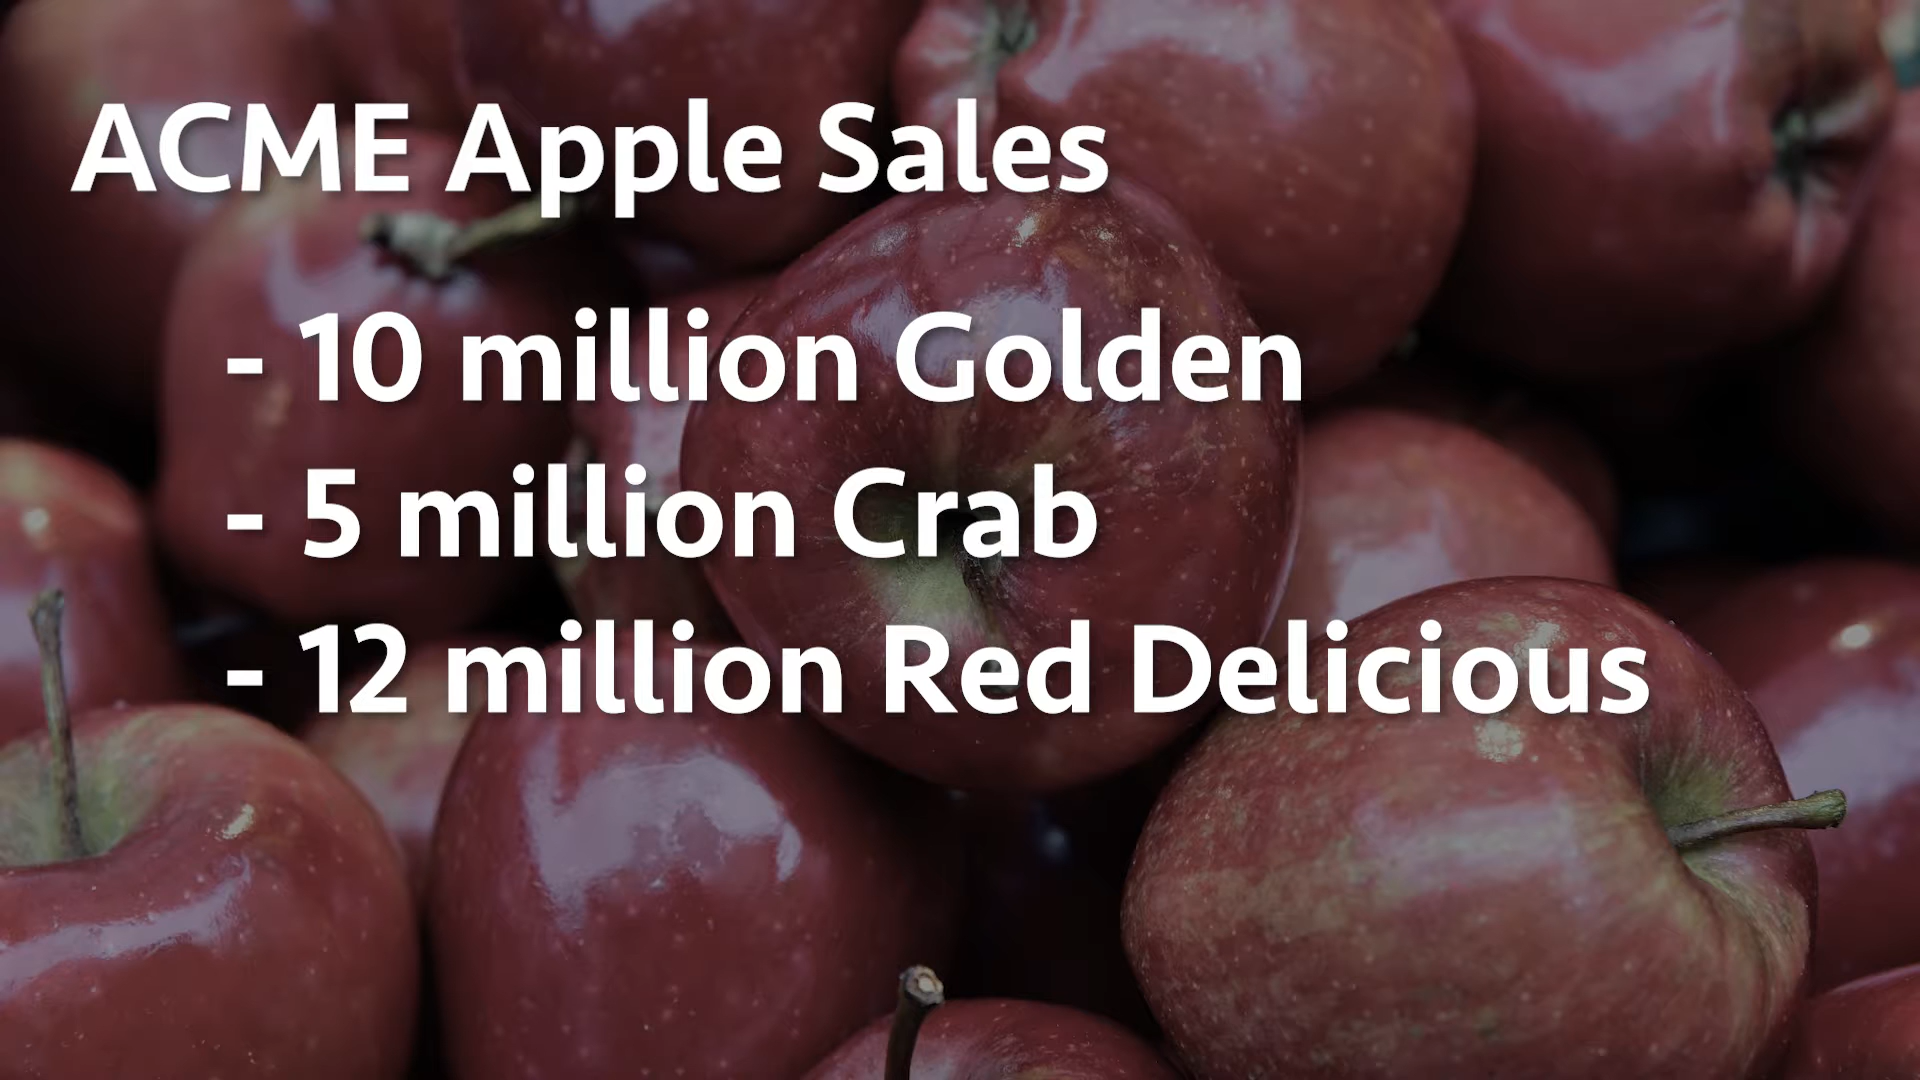 ACME Apple Sales
- 10 million Golden
- 5 million Crab
- 12 million Red Delicious